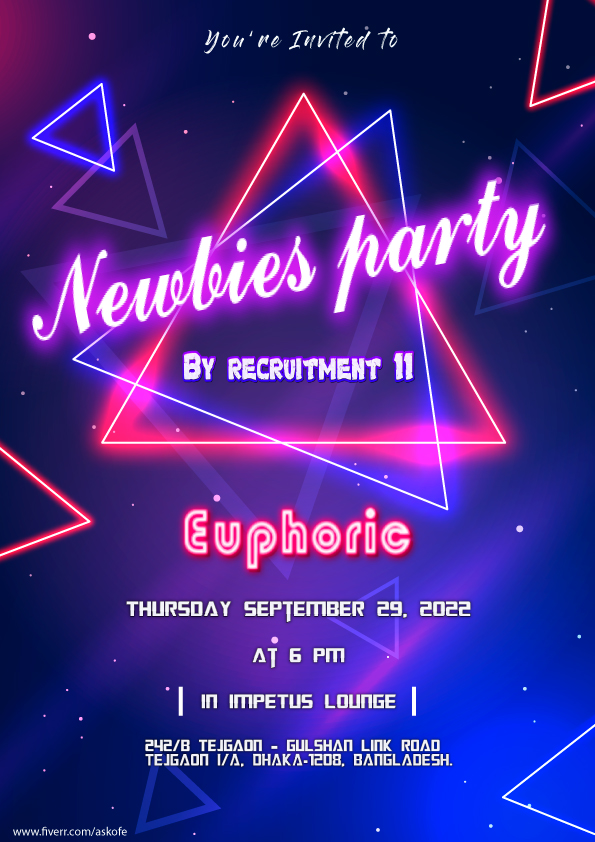 You're Invited to
Newbies party
By recruitment 11
Euphoric
THURSDAY SEPTEMBER 29, 2022
AT 6 PM
| IN IMPETUS LOUNGE |
242/B TEJGAON - GULSHAN LINK ROAD
TEJGAON I/A, DHAKA-1208, BANGLADESH.
www.fiverr.com/askofe